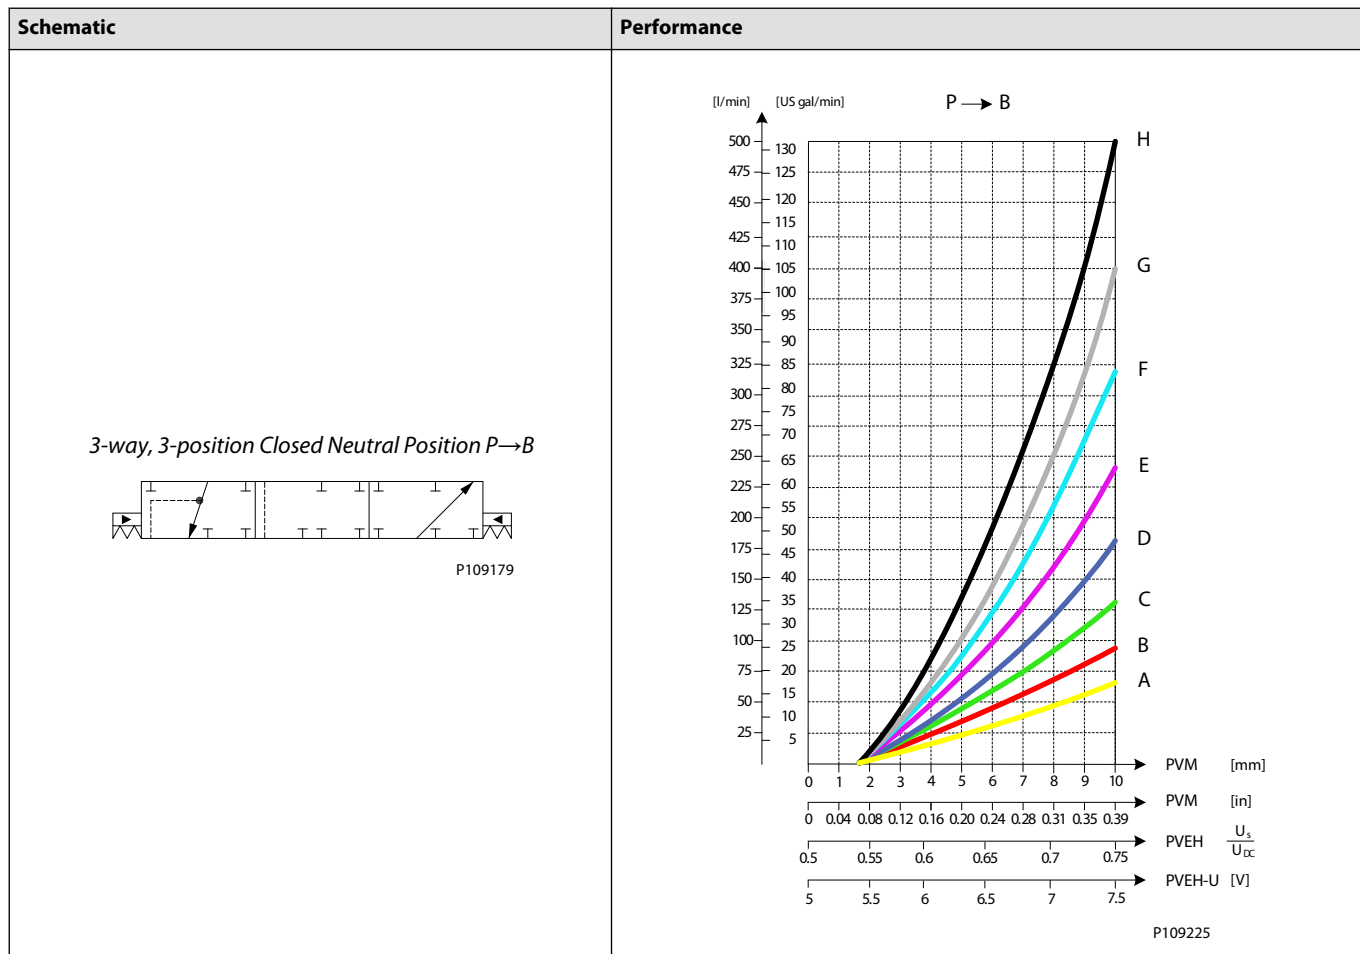 Schematic
Performance
3-way, 3-position Closed Neutral Position P→B
P109179
[l/min] [US gal/min] P → B
500
475
450
425
400
375
350
325
300
275
250
225
200
175
150
125
100
75
50
25
130
125
120
115
110
105
100
95
90
85
80
75
70
65
60
55
50
45
40
35
30
25
20
15
10
5
H
G
F
E
D
C
B
A
0 1 2 3 4 5 6 7 8 9 10 PVM [mm]
0 0.04 0.08 0.12 0.16 0.20 0.24 0.28 0.31 0.35 0.39 PVM [in]
0.5 0.55 0.6 0.65 0.7 0.75 PVEH Us
UDC
5 5.5 6 6.5 7 7.5 PVEH-U [V]
P109225